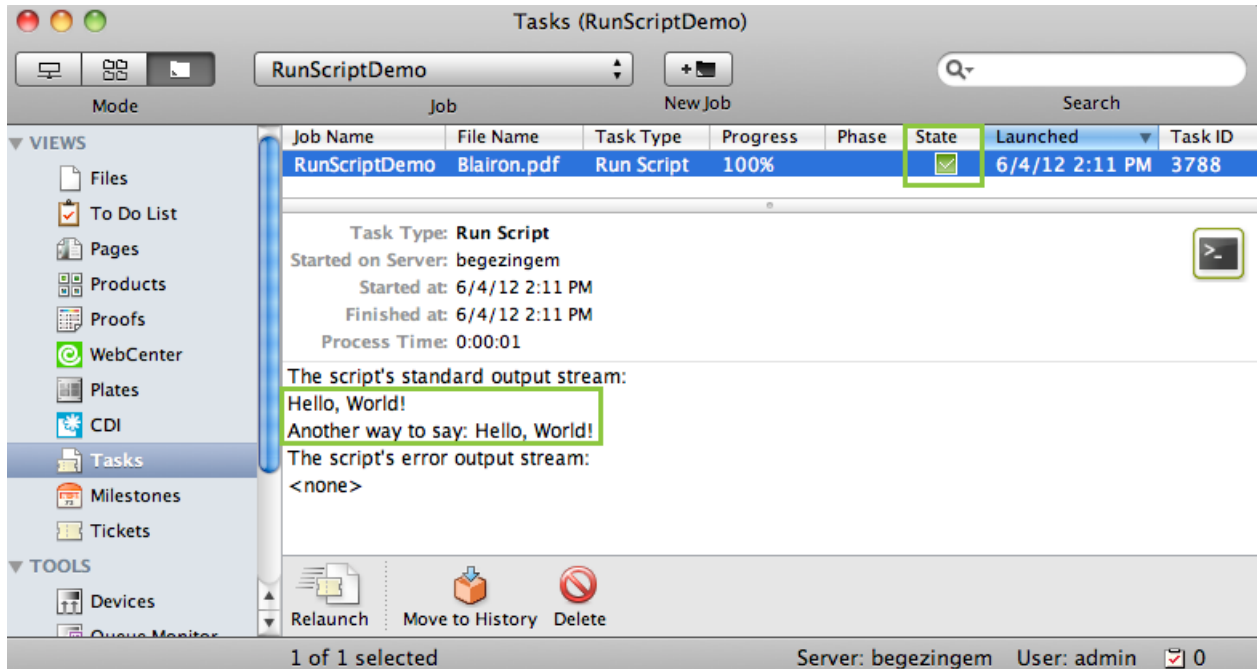 Tasks (RunScriptDemo)
RunScriptDemo
Mode Job New Job Search
VIEWS
Files
To Do List
Pages
Products
Proofs
WebCenter
Plates
CDI
Tasks
Milestones
Tickets
TOOLS
Devices
Queue Monitor
Job Name File Name Task Type Progress Phase State Launched Task ID
RunScriptDemo Blairon.pdf Run Script 100% 6/4/12 2:11 PM 3788
Task Type: Run Script
Started on Server: begezingem
Started at: 6/4/12 2:11 PM
Finished at: 6/4/12 2:11 PM
Process Time: 0:00:01
The script's standard output stream:
Hello, World!
Another way to say: Hello, World!
The script's error output stream:
<none>
Relaunch Move to History Delete
1 of 1 selected Server: begezingem User: admin 0